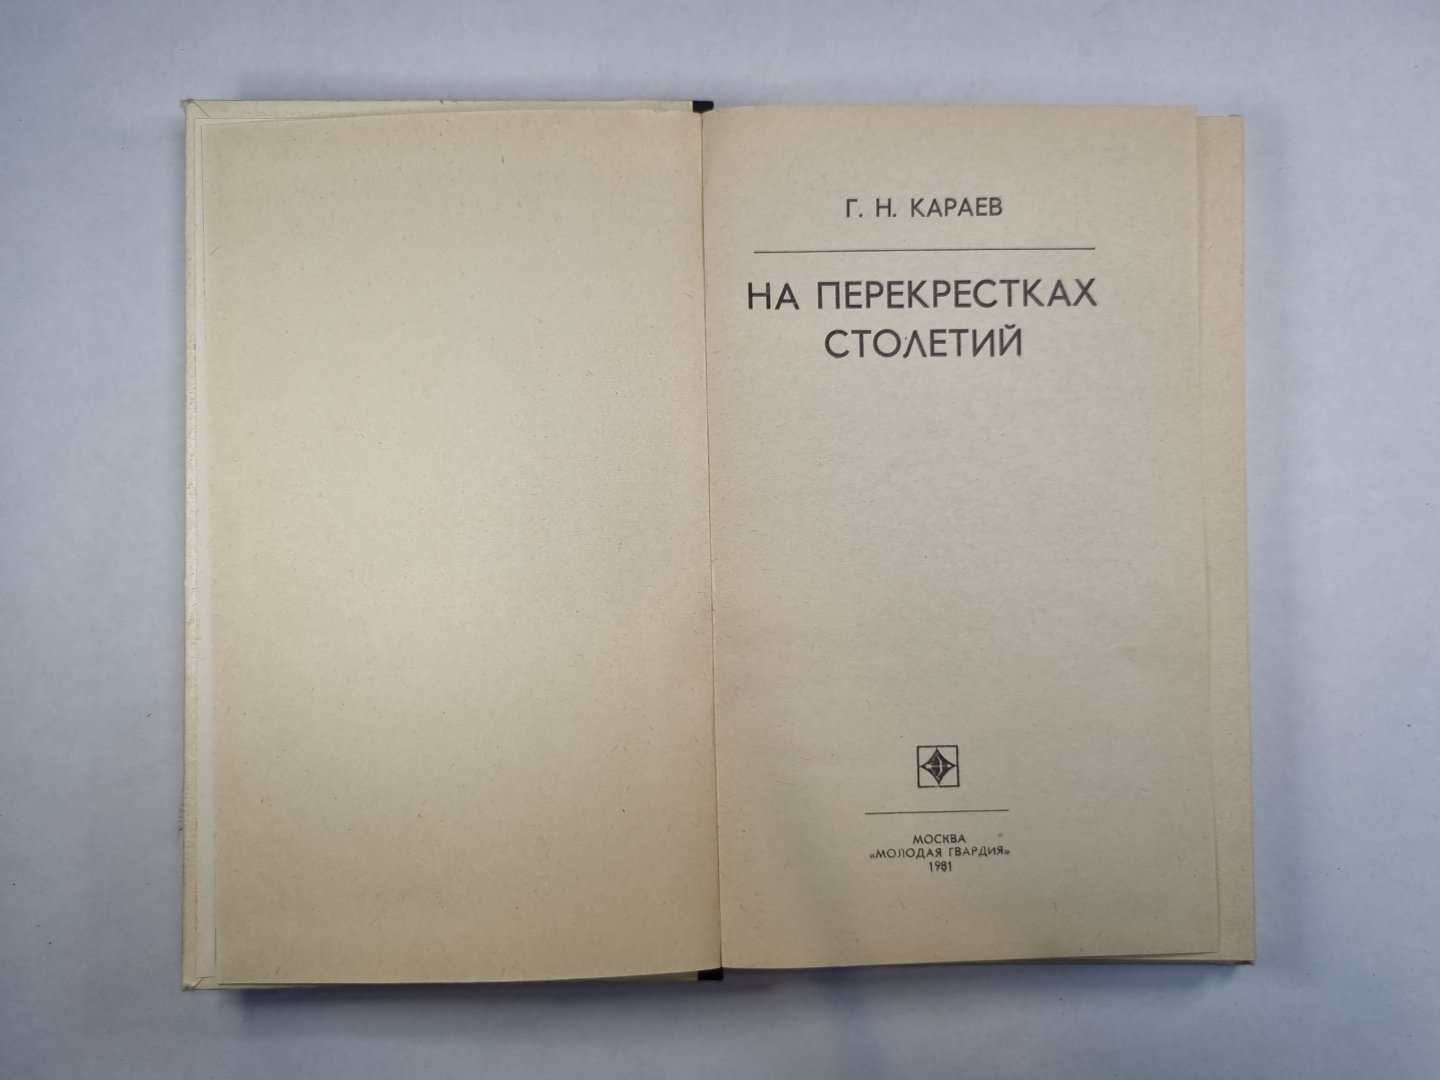 Г. Н. КАРАЕВ
НА ПЕРЕКРЕСТКАХ
СТОЛЕТИЙ
МОСКВА
«МОЛОДАЯ ГВАРДИЯ»
1981